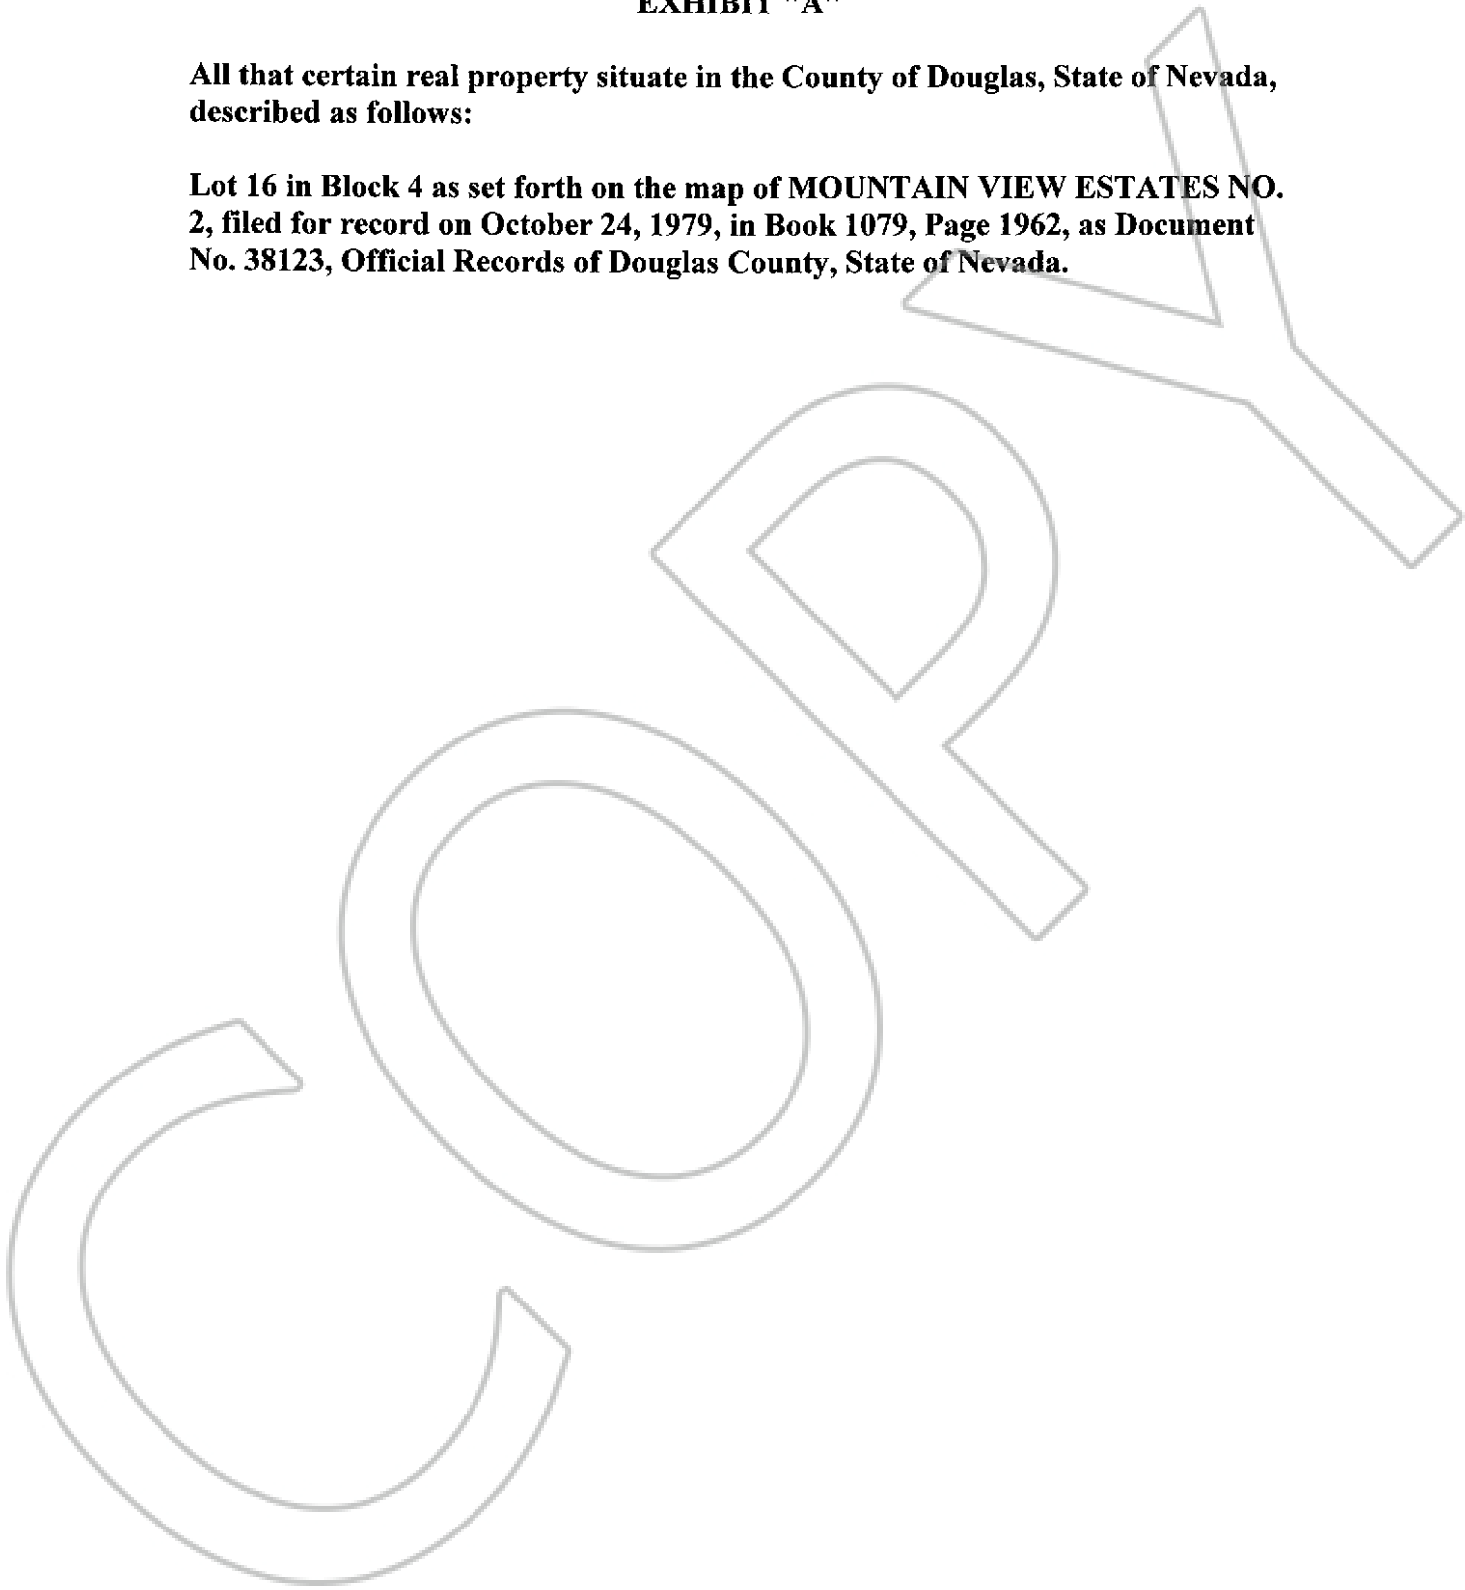 EXHIBIT "A"
All that certain real property situate in the County of Douglas, State of Nevada,
described as follows:
Lot 16 in Block 4 as set forth on the map of MOUNTAIN VIEW ESTATES NO.
2, filed for record on October 24, 1979, in Book 1079, Page 1962, as Document
No. 38123, Official Records of Douglas County, State of Nevada.
COPY